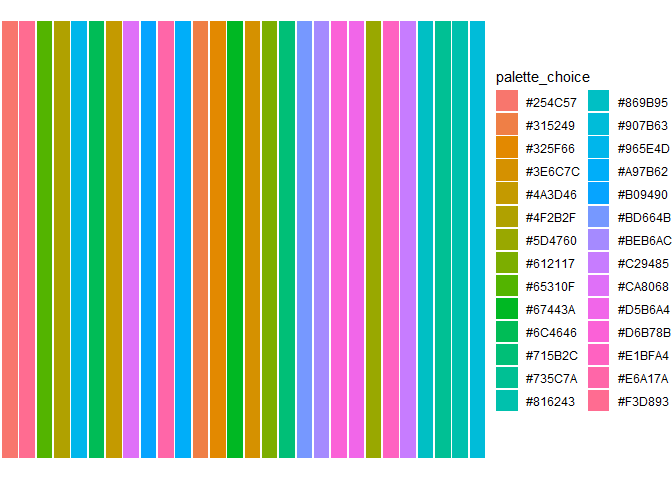 palette_choice
#254C57
#315249
#325F66
#3E6C7C
#4A3D46
#4F2B2F
#5D4760
#612117
#65310F
#67443A
#6C4646
#715B2C
#735C7A
#816243
#869B95
#907B63
#965E4D
#A97B62
#B09490
#BD664B
#BEB6AC
#C29485
#CA8068
#D5B6A4
#D6B78B
#E1BFA4
#E6A17A
#F3D893